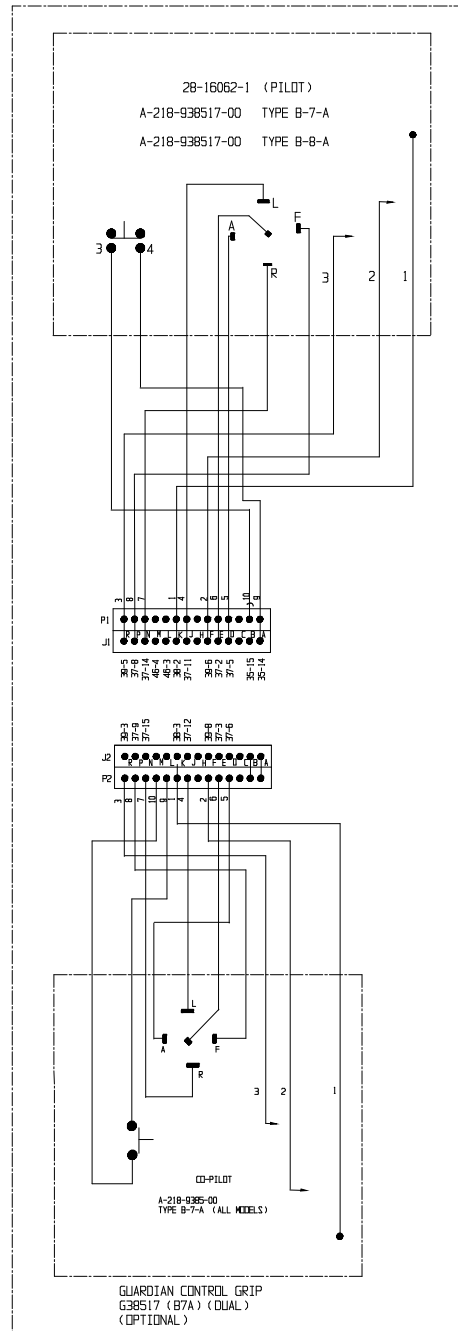 28-16062-1 (PILOT)
A-218-938517-00 TYPE B-7-A
A-218-938517-00 TYPE B-8-A
L
A F
3 4
R
3 2 1
3 8 7 1 4 2 6 5 10 9
P1
R P N M L K J H F E D C B A
J1
39-5 37-8 37-14 46-4 46-3 38-2 37-11 39-6 37-2 37-5 35-15 35-14
39-3 37-9 37-15 38-3 37-12 39-8 37-3 37-6
J2
R P N M L K J H F E D C B A
P2
3 8 7 10 9 1 4 2 6 5
L
A F
R
3 2 1
CO-PILOT
A-218-9385-00
TYPE B-7-A (ALL MODELS)
GUARDIAN CONTROL GRIP
G38517 (B7A) (DUAL)
(OPTIONAL)